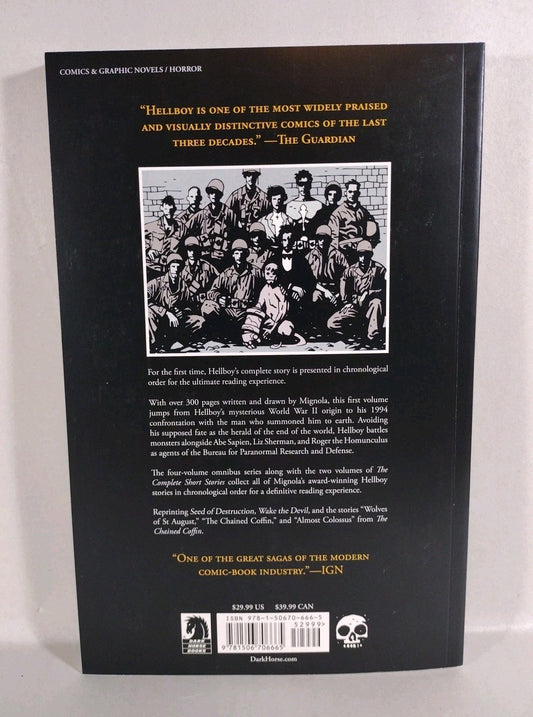 COMICS & GRAPHIC NOVELS / HORROR
“HELLBOY IS ONE OF THE MOST WIDELY PRAISED
AND VISUALLY DISTINCTIVE COMICS OF THE LAST
THREE DECADES.” —THE GUARDIAN
For the first time, Hellboy’s complete story is presented in chronological
order for the ultimate reading experience.
With over 300 pages written and drawn by Mignola, this first volume
jumps from Hellboy’s mysterious World War II origin to his 1994
confrontation with the man who summoned him to earth. Avoiding
his supposed fate as the herald of the end of the world, Hellboy battles
monsters alongside Abe Sapien, Liz Sherman, and Roger the Homunculus
as agents of the Bureau for Paranormal Research and Defense.
The four-volume omnibus series along with the two volumes of The
Complete Short Stories collect all of Mignola’s award-winning Hellboy
stories in chronological order for a definitive reading experience.
Reprinting Seed of Destruction, Wake the Devil, and the stories “Wolves
of St August,” “The Chained Coffin,” and “Almost Colossus” from The
Chained Coffin.
“ONE OF THE GREAT SAGAS OF THE MODERN
COMIC-BOOK INDUSTRY.”—IGN
$29.99 US $39.99 CAN
ISBN 978-1-50670-666-5
52999>
9781506706665
DARK
HORSE
BOOKS
DarkHorse.com